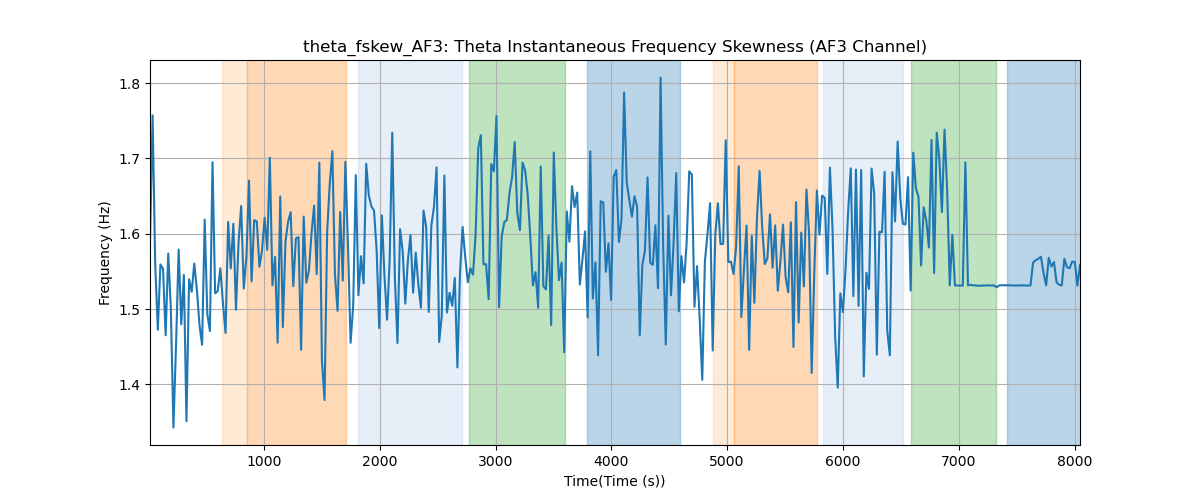 theta_fskew_AF3: Theta Instantaneous Frequency Skewness (AF3 Channel)
1.8
1.7
1.6
1.5
1.4
Frequency (Hz)
1000 2000 3000 4000 5000 6000 7000 8000
Time(Time (s))